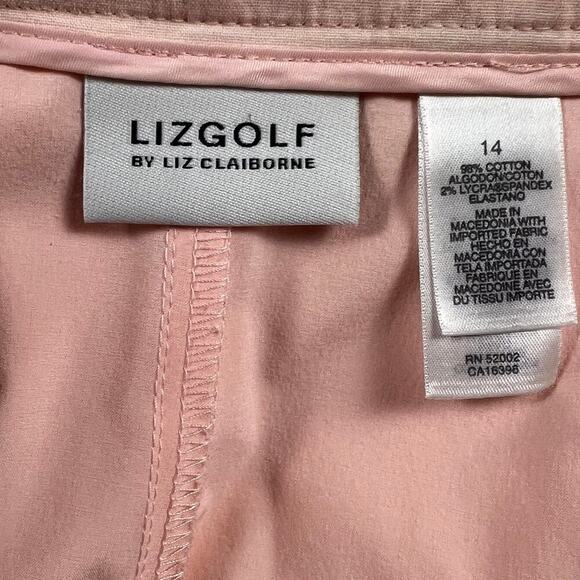 LIZGOLF
BY LIZ CLAIBORNE
14
98% COTTON
ALGODON/COTON
2% LYCRA®SPANDEX
ELASTANO
MADE IN
MACEDONIA WITH
IMPORTED FABRIC
HECHO EN
MACEDONIA CON
TELA IMPORTADA
FABRIQUE EN
MACEDOINE AVEC
DU TISSU IMPORTE
RN 52002
CA16396